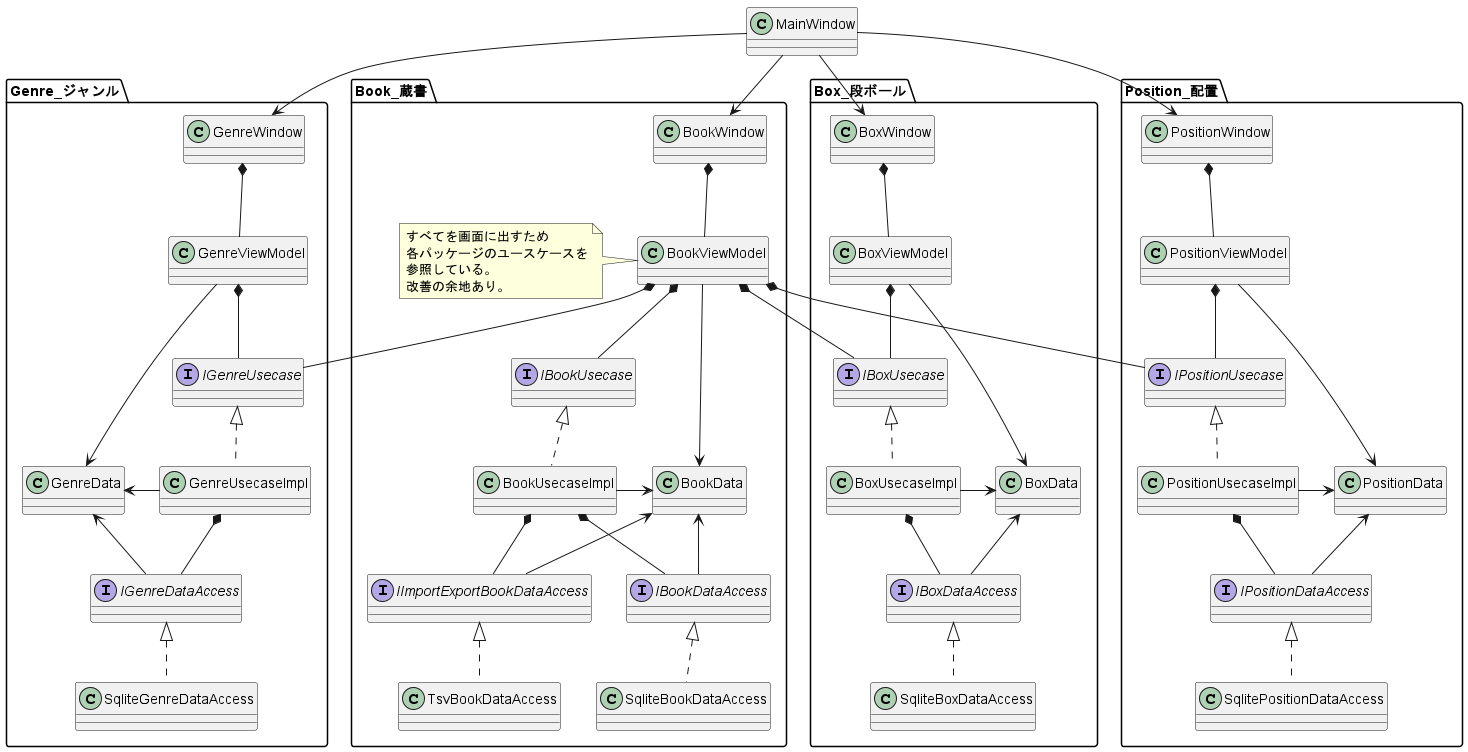 MainWindow
Genre_ジャンル
Book_蔵書
Box_段ボール
Position_配置
GenreWindow
BookWindow
BoxWindow
PositionWindow
すべてを画面に出すため
各パッケージのユースケースを
参照している。
改善の余地あり。
GenreViewModel
BookViewModel
BoxViewModel
PositionViewModel
IGenreUsecase
IBookUsecase
IBoxUsecase
IPositionUsecase
GenreData
GenreUsecaseImpl
BookUsecaseImpl
BookData
BoxUsecaseImpl
BoxData
PositionUsecaseImpl
PositionData
IGenreDataAccess
IImportExportBookDataAccess
IBookDataAccess
IBoxDataAccess
IPositionDataAccess
SqliteGenreDataAccess
TsvBookDataAccess
SqliteBookDataAccess
SqliteBoxDataAccess
SqlitePositionDataAccess